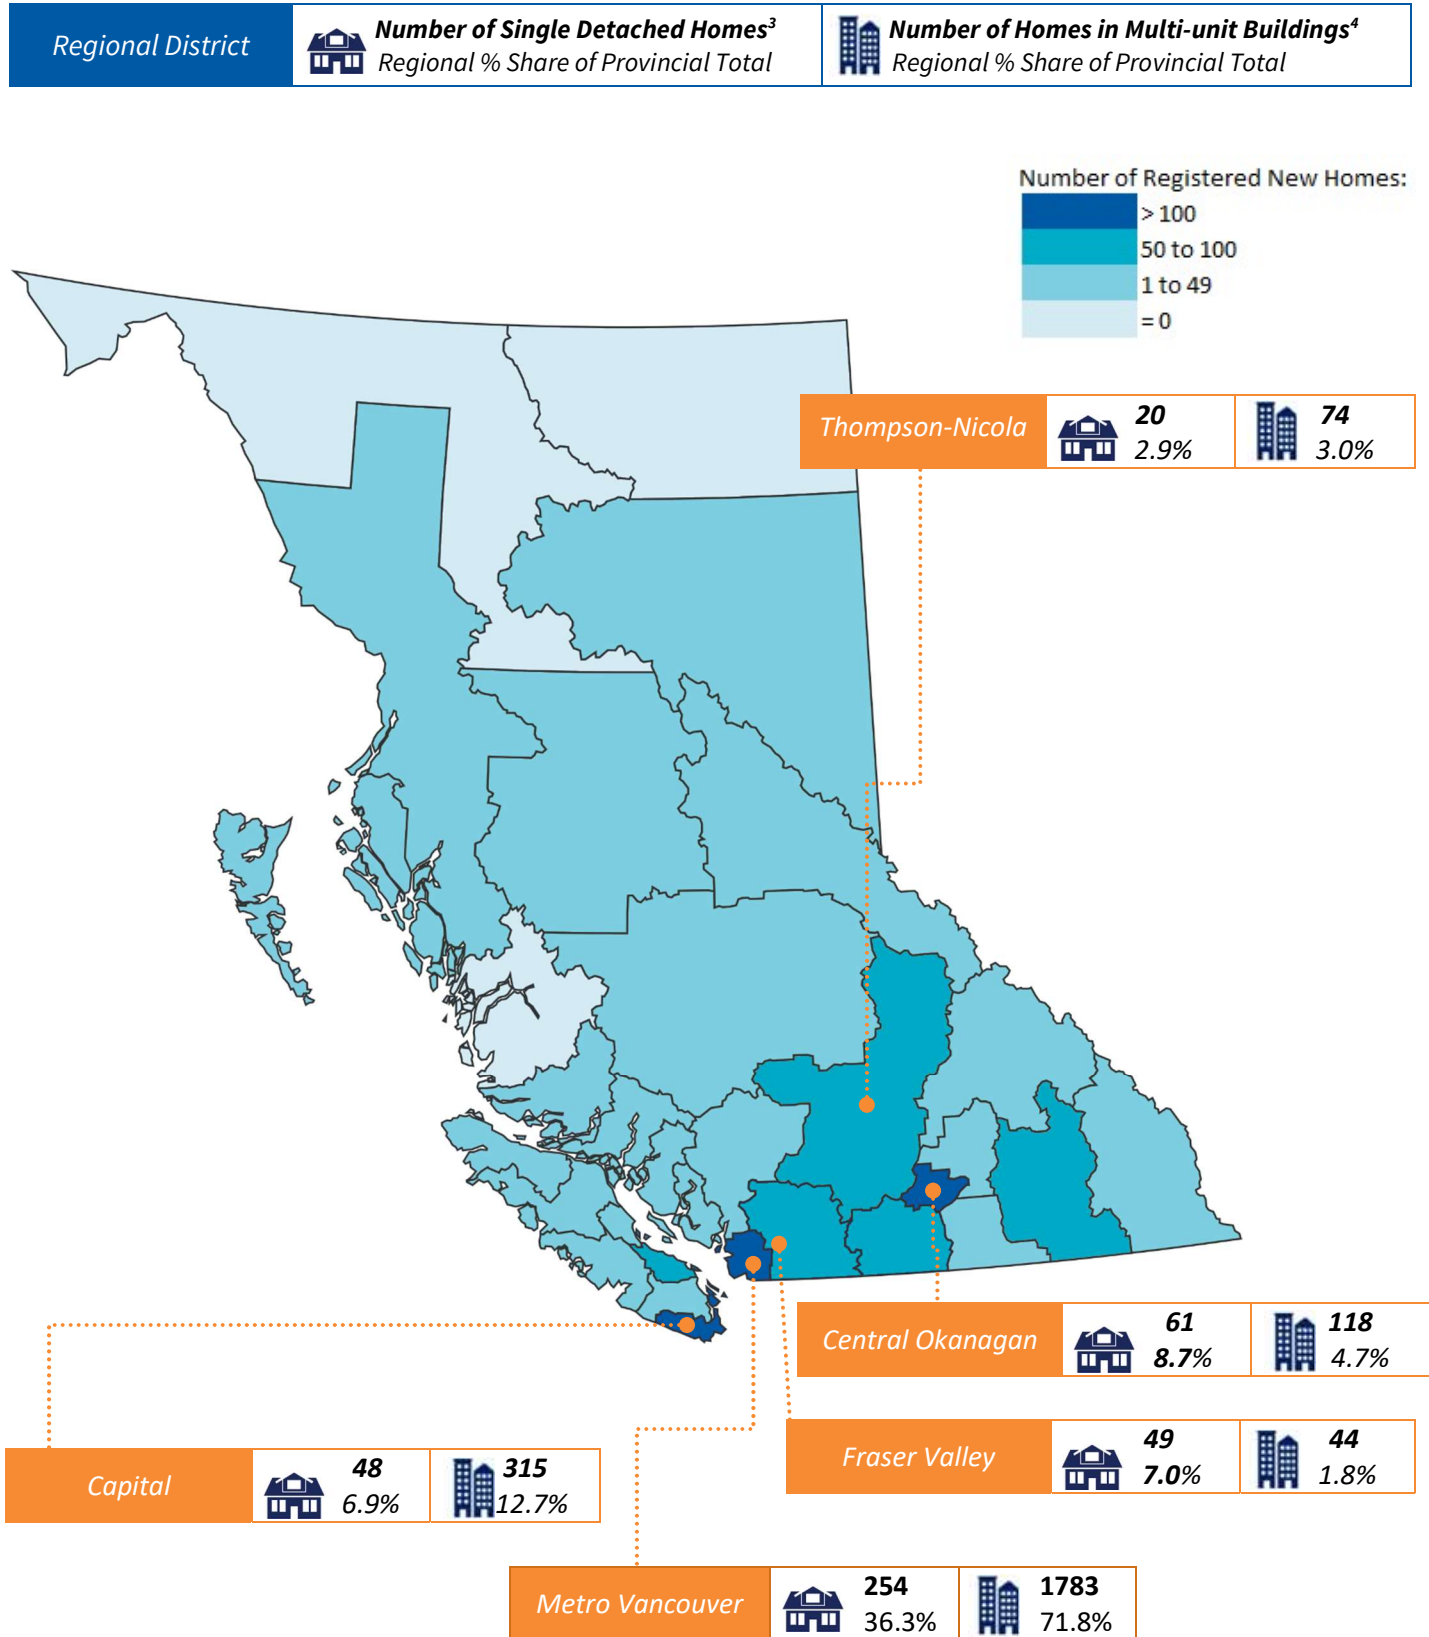 Regional District
Number of Single Detached Homes³
Regional % Share of Provincial Total
Number of Homes in Multi-unit Buildings⁴
Regional % Share of Provincial Total
Number of Registered New Homes:
> 100
50 to 100
1 to 49
= 0
Thompson-Nicola
20
2.9%
74
3.0%
Central Okanagan
61
8.7%
118
4.7%
Fraser Valley
49
7.0%
44
1.8%
Capital
48
6.9%
315
12.7%
Metro Vancouver
254
36.3%
1783
71.8%